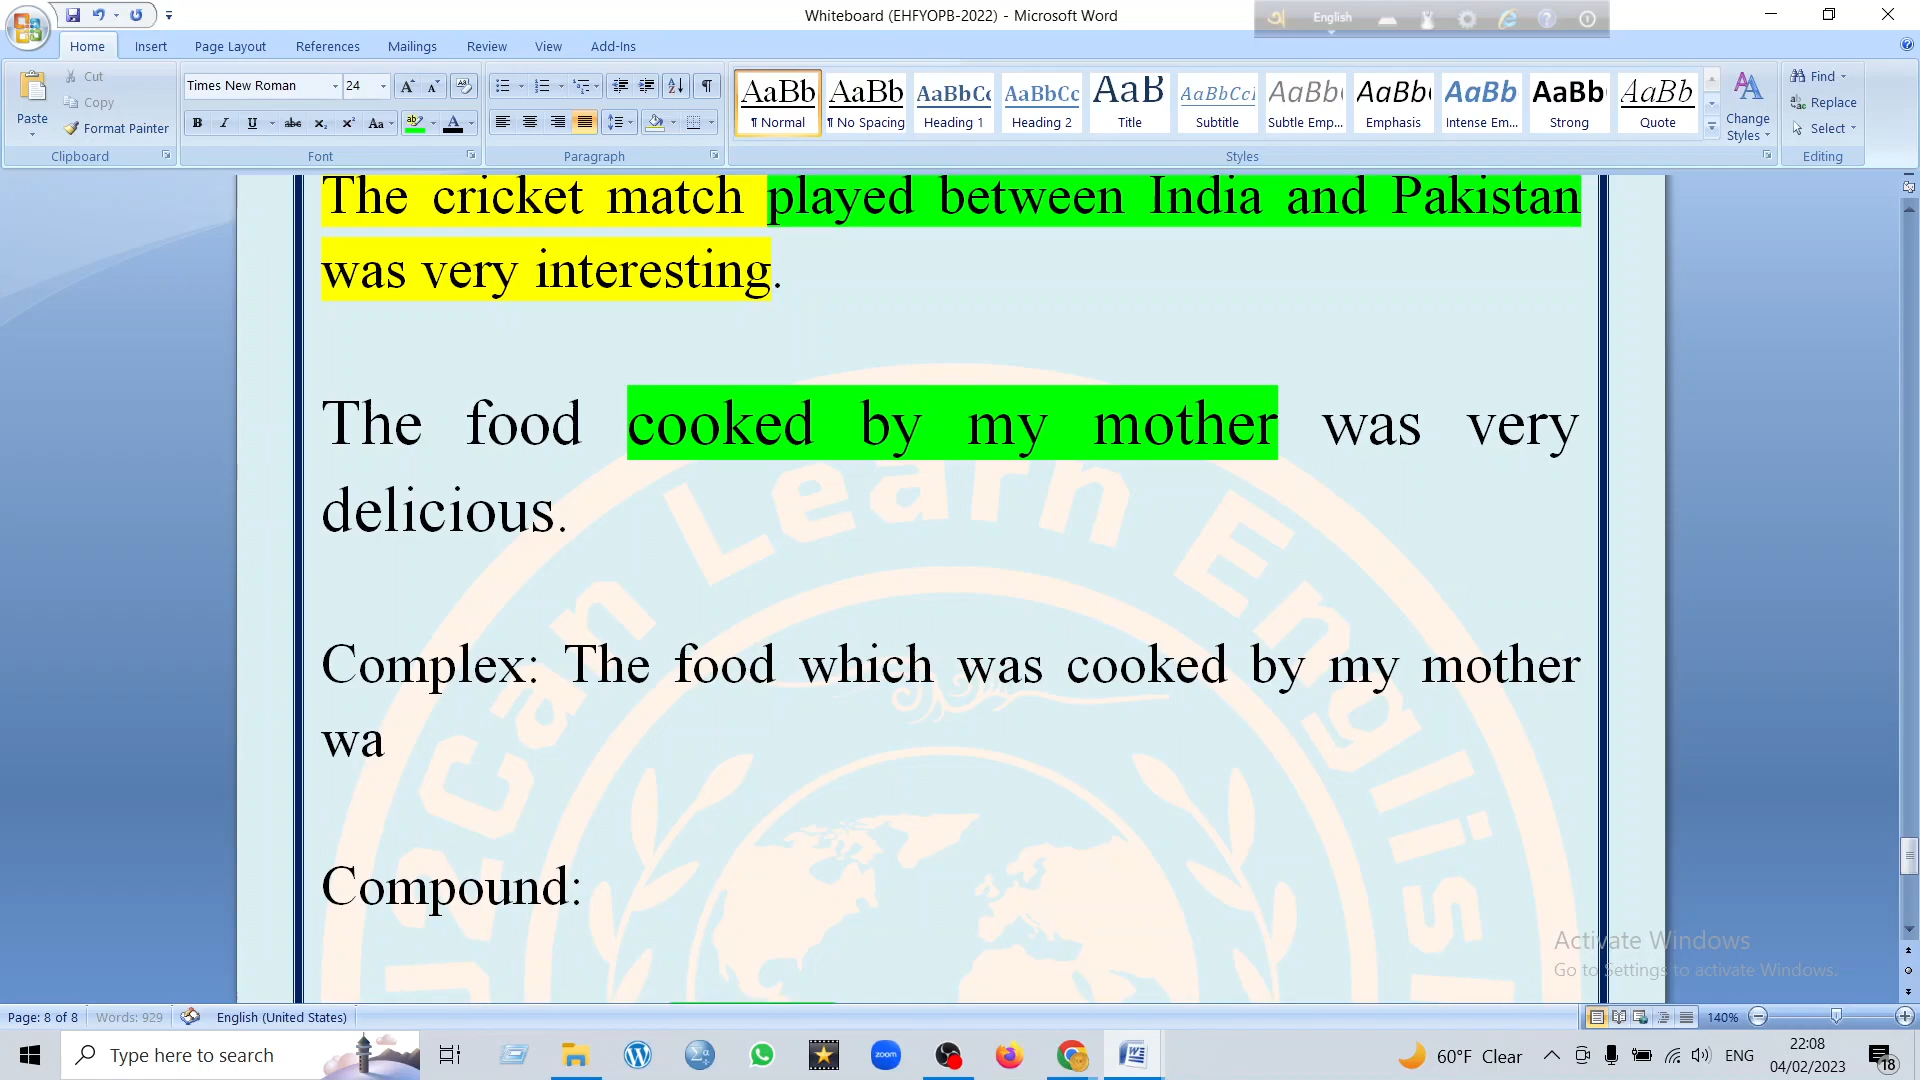 Whiteboard (EHFYOPB-2022) - Microsoft Word
English
Home Insert Page Layout References Mailings Review View Add-Ins
Paste
Cut
Copy
Format Painter
Clipboard
Times New Roman 24
Font
Paragraph
AaBb AaBb AaBbCc AaBbCc AaB AaBbCcI AaBb AaBb AaBb AaBb AaBb
¶ Normal ¶ No Spacing Heading 1 Heading 2 Title Subtitle Subtle Emp... Emphasis Intense Em... Strong Quote
Change
Styles
Styles
Find
Replace
Select
Editing
The cricket match played between India and Pakistan
was very interesting.
The food cooked by my mother was very
delicious.
Complex: The food which was cooked by my mother
wa
Compound:
Can Learn English
Activate Windows
Go to Settings to activate Windows.
Page: 8 of 8 Words: 929 English (United States) 140%
Type here to search
zoom
60°F Clear
ENG
22:08
04/02/2023
18